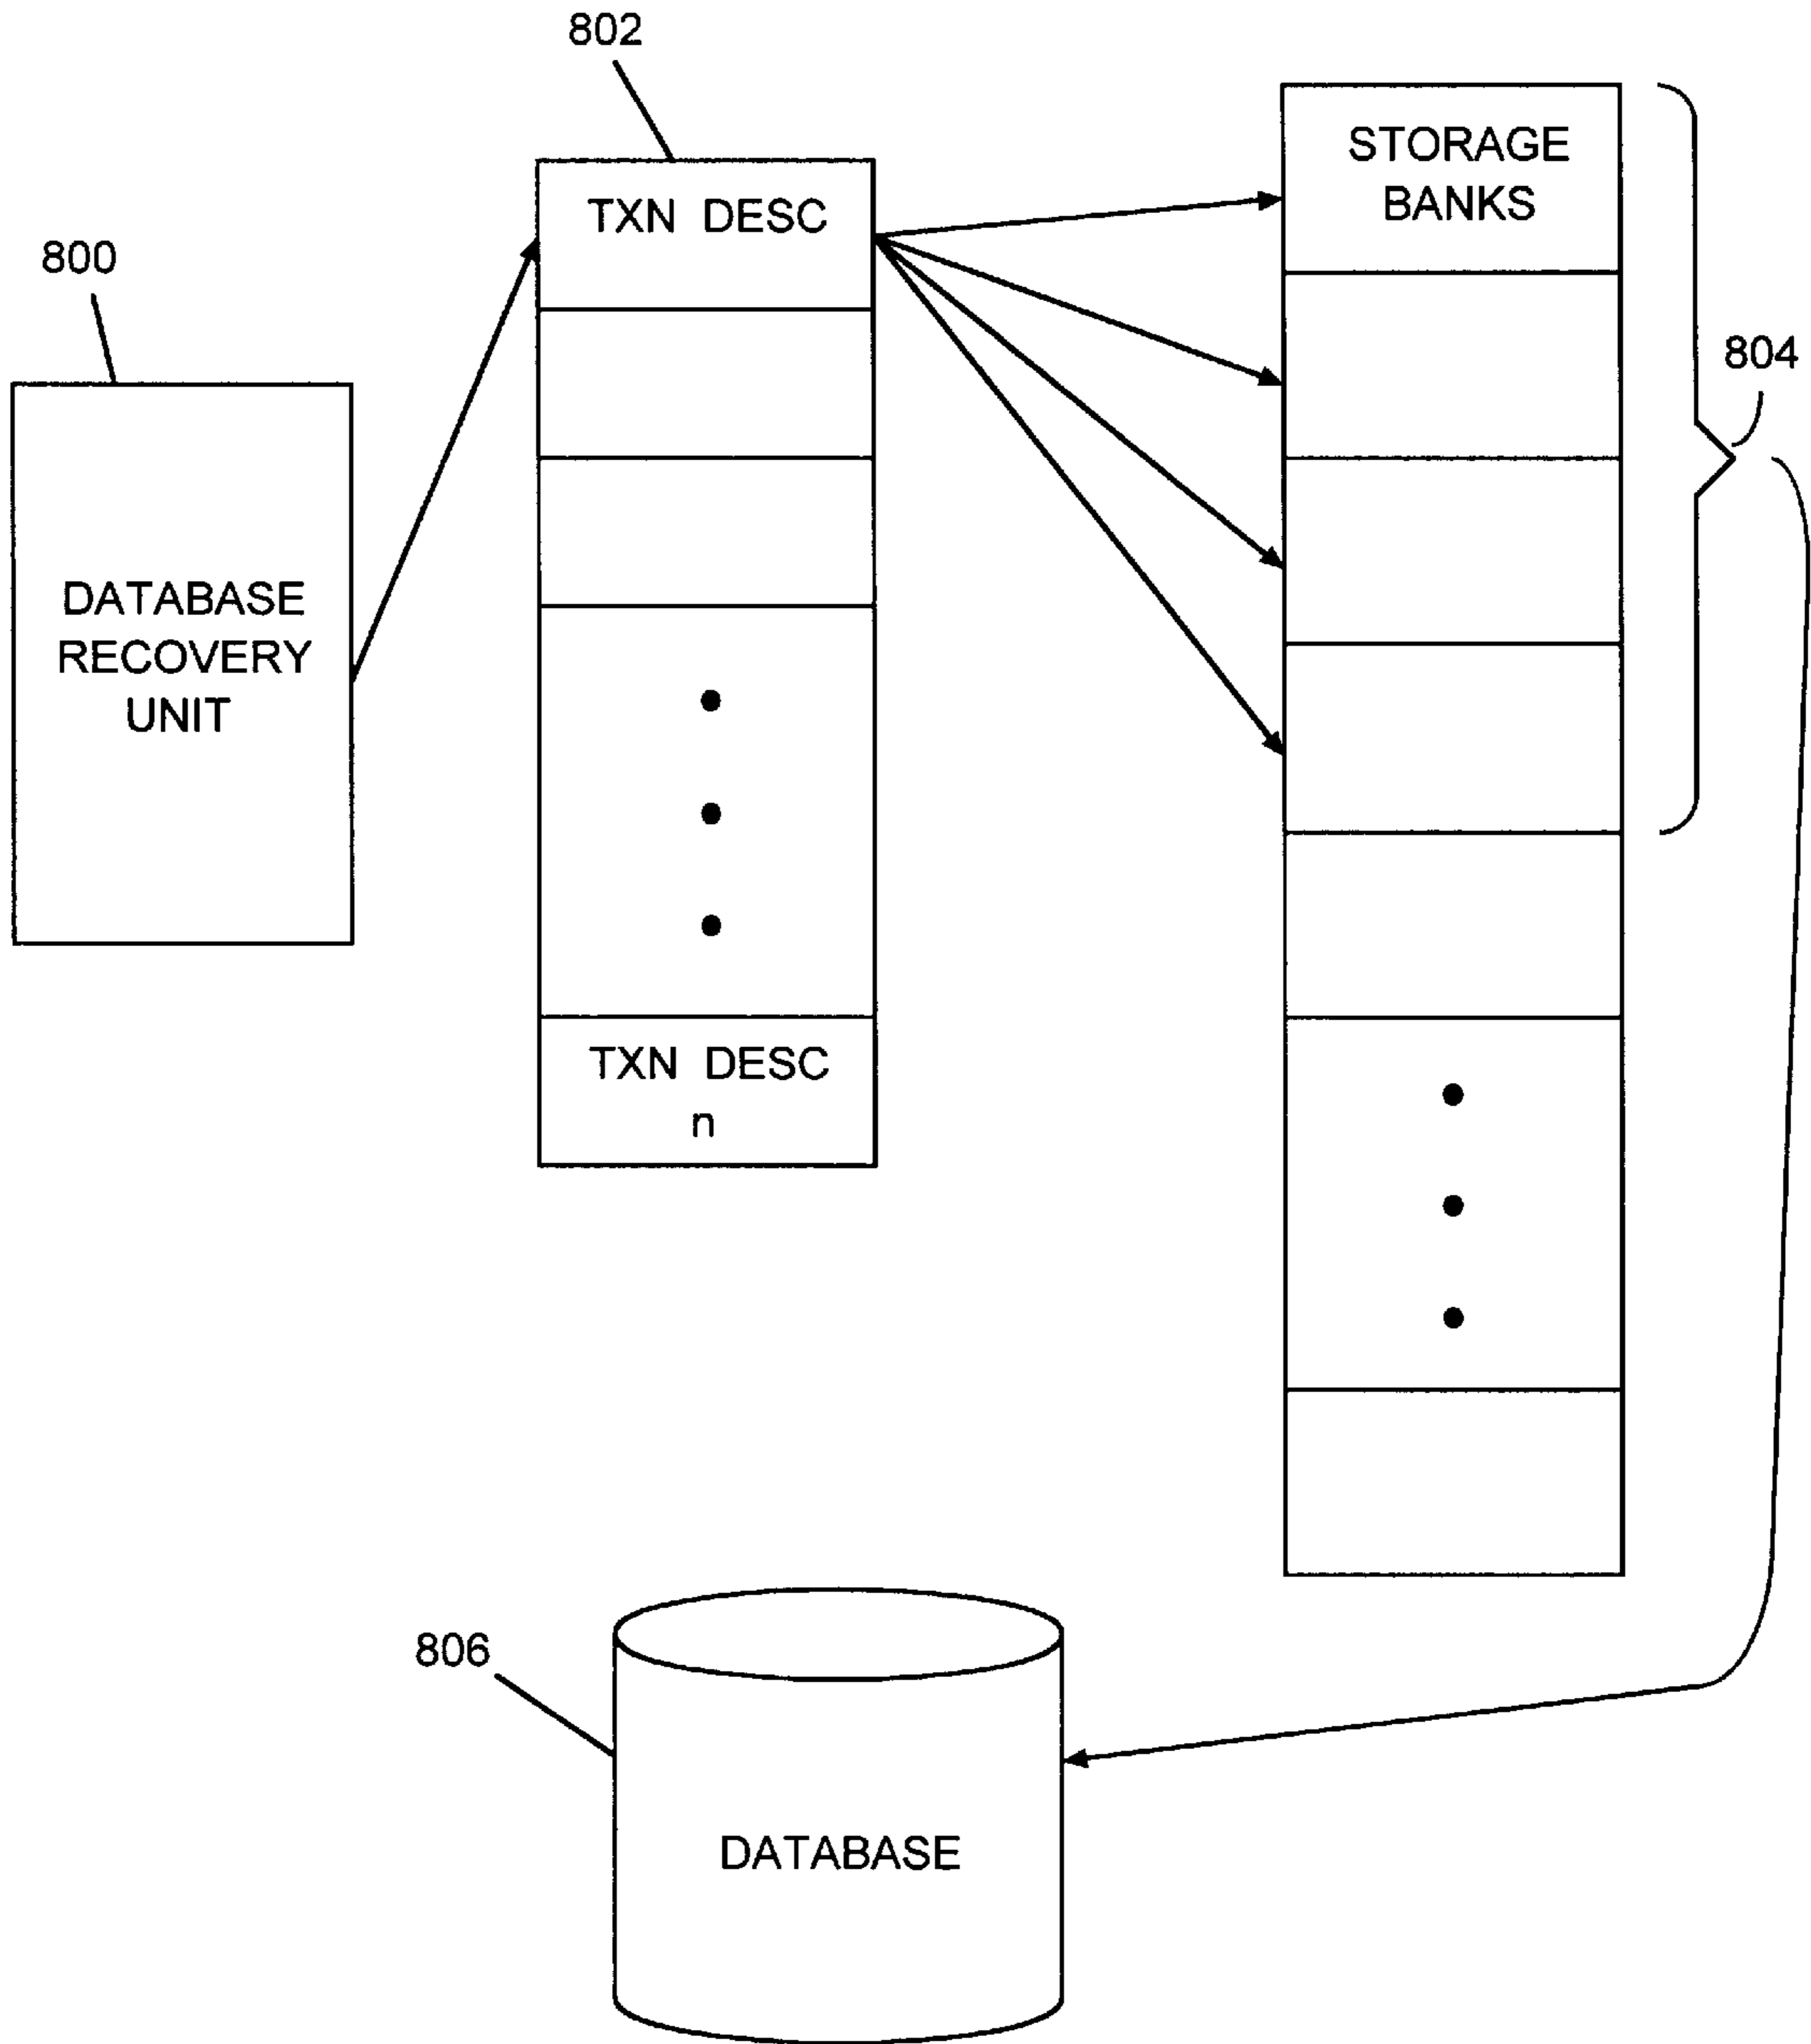 802
STORAGE
BANKS
TXN DESC
800
804
DATABASE
RECOVERY
UNIT
TXN DESC
n
806
DATABASE